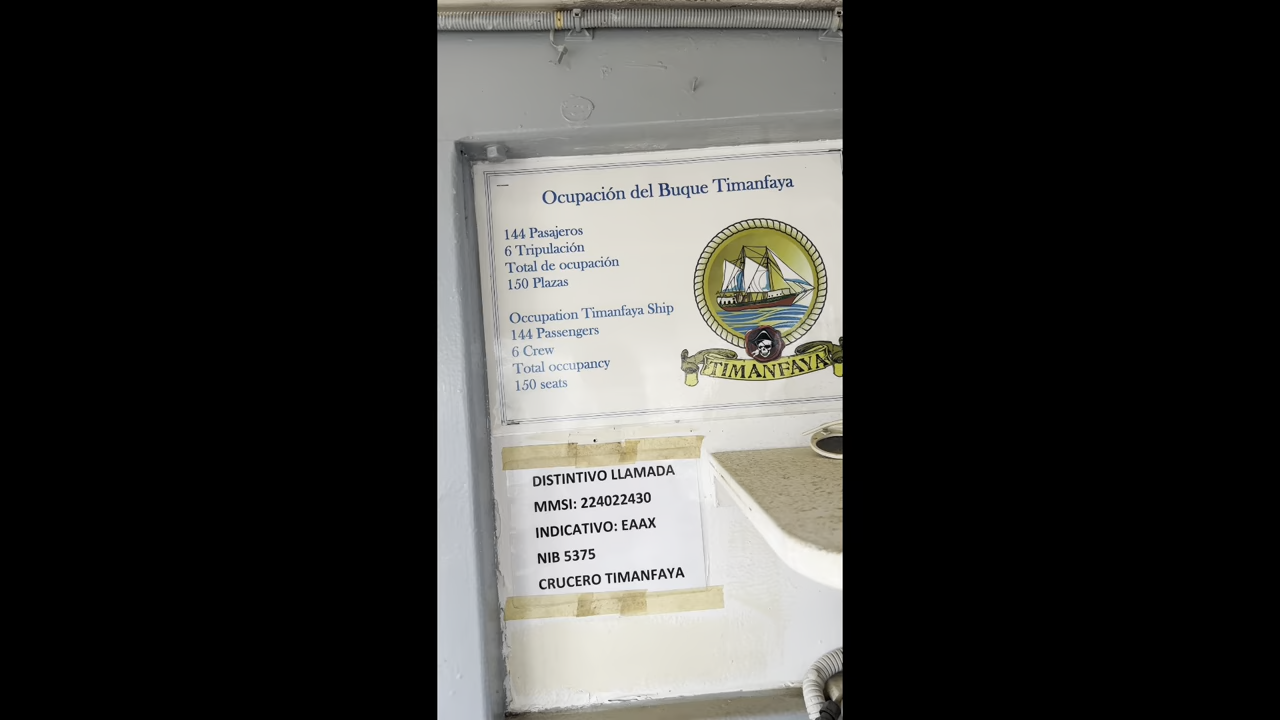 Ocupación del Buque Timanfaya
144 Pasajeros
6 Tripulación
Total de ocupación
150 Plazas
Occupation Timanfaya Ship
144 Passengers
6 Crew
Total occupancy
150 seats
TIMANFAYA
DISTINTIVO LLAMADA
MMSI: 224022430
INDICATIVO: EAAX
NIB 5375
CRUCERO TIMANFAYA